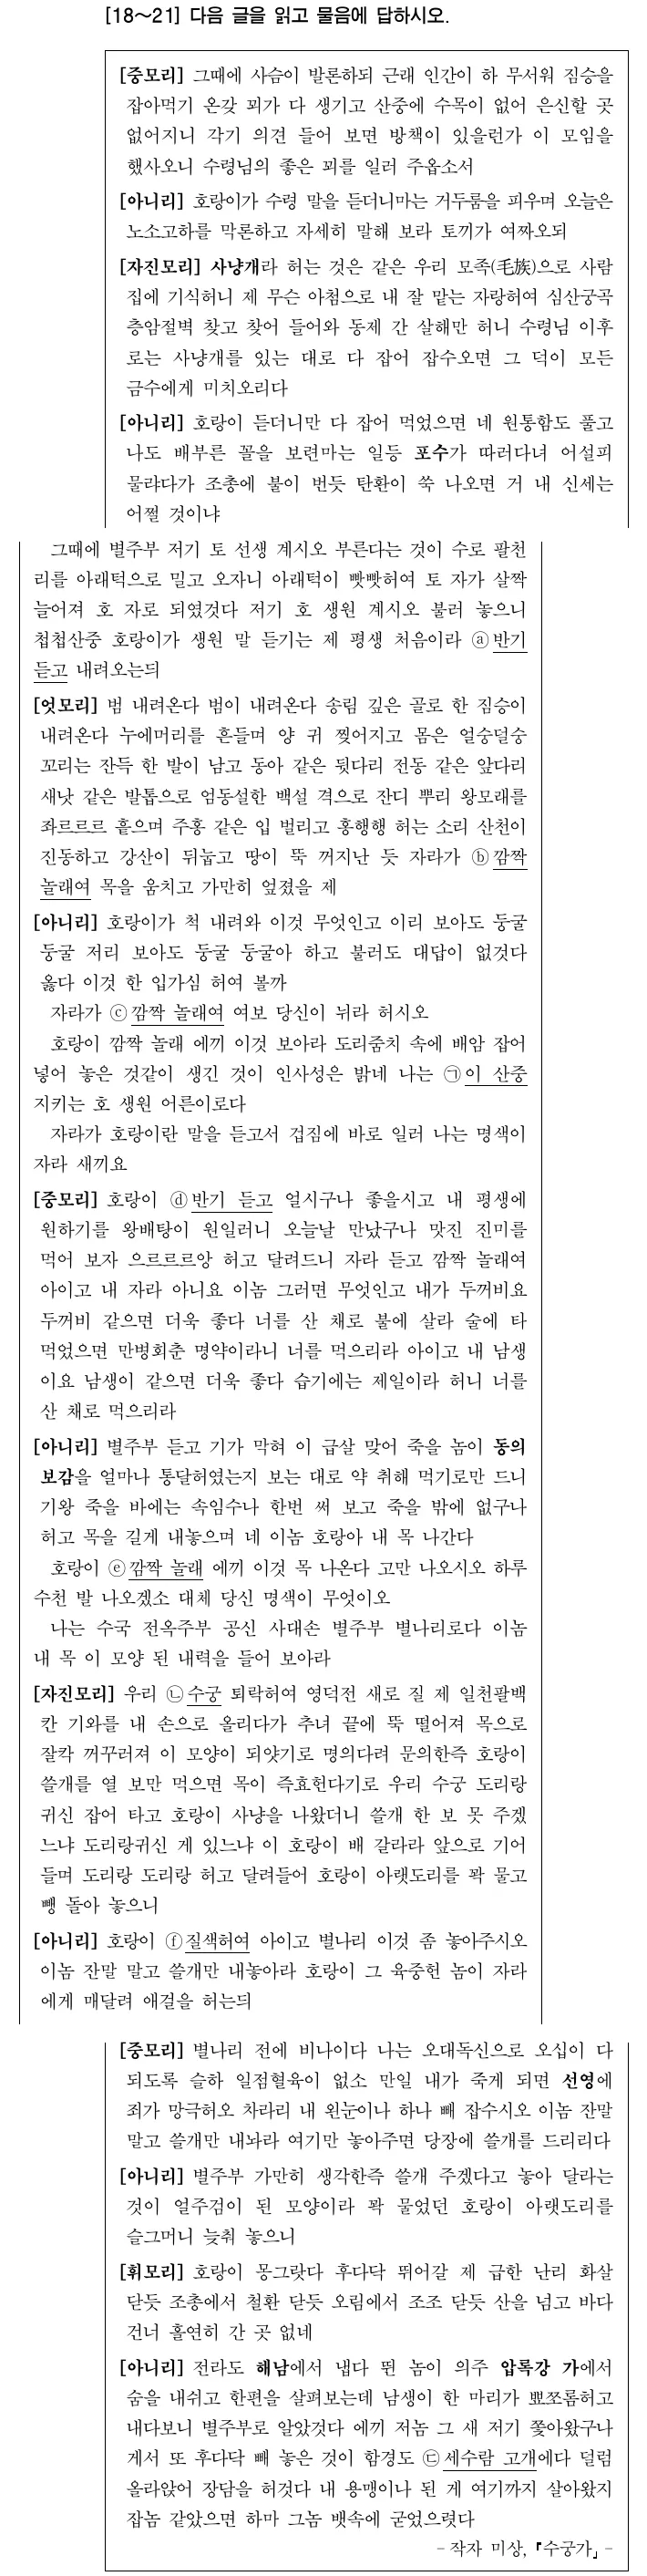 [18～21] 다음 글을 읽고 물음에 답하시오.
[중모리] 그때에 사슴이 발론하되 근래 인간이 하 무서워 짐승을
잡아먹기 온갖 꾀가 다 생기고 산중에 수목이 없어 은신할 곳
없어지니 각기 의견 들어 보면 방책이 있을런가 이 모임을
했사오니 수령님의 좋은 꾀를 일러 주옵소서
[아니리] 호랑이가 수령 말을 듣더니마는 거두룸을 피우며 오늘은
노소고하를 막론하고 자세히 말해 보라 토끼가 여짜오되
[자진모리] 사냥개라 허는 것은 같은 우리 모족(毛族)으로 사람
집에 기식허니 제 무슨 아첨으로 내 잘 맡는 자랑허여 심산궁곡
층암절벽 찾고 찾어 들어와 동제 간 살해만 허니 수령님 이후
로는 사냥개를 있는 대로 다 잡어 잡수오면 그 덕이 모든
금수에게 미치오리다
[아니리] 호랑이 듣더니만 다 잡어 먹었으면 네 원통함도 풀고
나도 배부른 꼴을 보련마는 일등 포수가 따러다녀 어설피
물랴다가 조총에 불이 번듯 탄환이 쑥 나오면 거 내 신세는
어쩔 것이냐
그때에 별주부 저기 토 선생 계시오 부른다는 것이 수로 팔천
리를 아래턱으로 밀고 오자니 아래턱이 빳빳허여 토 자가 살짝
늘어져 호 자로 되였것다 저기 호 생원 계시오 불러 놓으니
첩첩산중 호랑이가 생원 말 듣기는 제 평생 처음이라 ⓐ반기
듣고 내려오는듸
[엇모리] 범 내려온다 범이 내려온다 송림 깊은 골로 한 짐승이
내려온다 누에머리를 흔들며 양 귀 찢어지고 몸은 얼숭덜숭
꼬리는 잔득 한 발이 남고 동아 같은 뒷다리 전동 같은 앞다리
새낫 같은 발톱으로 엄동설한 백설 격으로 잔디 뿌리 왕모래를
좌르르르 흩으며 주홍 같은 입 벌리고 홍행행 허는 소리 산천이
진동하고 강산이 뒤눕고 땅이 뚝 꺼지난 듯 자라가 ⓑ깜짝
놀래여 목을 움치고 가만히 엎졌을 제
[아니리] 호랑이가 척 내려와 이것 무엇인고 이리 보아도 둥굴
둥굴 저리 보아도 둥굴 둥굴아 하고 불러도 대답이 없것다
옳다 이것 한 입가심 허여 볼까
자라가 ⓒ깜짝 놀래여 여보 당신이 뉘라 허시오
호랑이 깜짝 놀래 에끼 이것 보아라 도리줌치 속에 배암 잡어
넣어 놓은 것같이 생긴 것이 인사성은 밝네 나는 ㉠이 산중
지키는 호 생원 어른이로다
자라가 호랑이란 말을 듣고서 겁짐에 바로 일러 나는 명색이
자라 새끼요
[중모리] 호랑이 ⓓ반기 듣고 얼시구나 좋을시고 내 평생에
원하기를 왕배탕이 원일러니 오늘날 만났구나 맛진 진미를
먹어 보자 으르르르앙 허고 달려드니 자라 듣고 깜짝 놀래여
아이고 내 자라 아니요 이놈 그러면 무엇인고 내가 두꺼비요
두꺼비 같으면 더욱 좋다 너를 산 채로 불에 살라 술에 타
먹었으면 만병회춘 명약이라니 너를 먹으리라 아이고 내 남생
이요 남생이 같으면 더욱 좋다 습기에는 제일이라 허니 너를
산 채로 먹으리라
[아니리] 별주부 듣고 기가 막혀 이 급살 맞어 죽을 놈이 동의
보감을 얼마나 통달허였는지 보는 대로 약 취해 먹기로만 드니
기왕 죽을 바에는 속임수나 한번 써 보고 죽을 밖에 없구나
허고 목을 길게 내놓으며 네 이놈 호랑아 내 목 나간다
호랑이 ⓔ깜짝 놀래 에끼 이것 목 나온다 고만 나오시오 하루
수천 발 나오겠소 대체 당신 명색이 무엇이오
나는 수국 전옥주부 공신 사대손 별주부 별나리로다 이놈
내 목 이 모양 된 내력을 들어 보아라
[자진모리] 우리 ㉡수궁 퇴락허여 영덕전 새로 질 제 일천팔백
칸 기와를 내 손으로 올리다가 추녀 끝에 뚝 떨어져 목으로
잘칵 꺼꾸러져 이 모양이 되얏기로 명의다려 문의한즉 호랑이
쓸개를 열 보만 먹으면 목이 즉효헌다기로 우리 수궁 도리랑
귀신 잡어 타고 호랑이 사냥을 나왔더니 쓸개 한 보 못 주겠
느냐 도리랑귀신 게 있느냐 이 호랑이 배 갈라라 앞으로 기어
들며 도리랑 도리랑 허고 달려들어 호랑이 아랫도리를 꽉 물고
뺑 돌아 놓으니
[아니리] 호랑이 ⓕ질색허여 아이고 별나리 이것 좀 놓아주시오
이놈 잔말 말고 쓸개만 내놓아라 호랑이 그 육중헌 놈이 자라
에게 매달려 애걸을 허는듸
[중모리] 별나리 전에 비나이다 나는 오대독신으로 오십이 다
되도록 슬하 일점혈육이 없소 만일 내가 죽게 되면 선영에
죄가 망극허오 차라리 내 왼눈이나 하나 빼 잡수시오 이놈 잔말
말고 쓸개만 내놔라 여기만 놓아주면 당장에 쓸개를 드리리다
[아니리] 별주부 가만히 생각한즉 쓸개 주겠다고 놓아 달라는
것이 얼주검이 된 모양이라 꽉 물었던 호랑이 아랫도리를
슬그머니 늦춰 놓으니
[휘모리] 호랑이 몽그랏다 후다닥 뛰어갈 제 급한 난리 화살
닫듯 조총에서 철환 닫듯 오림에서 조조 닫듯 산을 넘고 바다
건너 홀연히 간 곳 없네
[아니리] 전라도 해남에서 냅다 뛴 놈이 의주 압록강 가에서
숨을 내쉬고 한편을 살펴보는데 남생이 한 마리가 뾰쪼롬허고
내다보니 별주부로 알았것다 에끼 저놈 그 새 저기 쫓아왔구나
게서 또 후다닥 빼 놓은 것이 함경도 ㉢세수람 고개에다 덜렁
올라앉어 장담을 허것다 내 용맹이나 된 게 여기까지 살아왔지
잡놈 같았으면 하마 그놈 뱃속에 굳었으렷다
- 작자 미상, 『수궁가』-